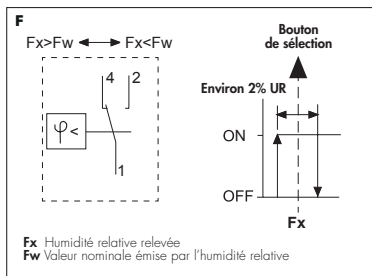 F
Fx>Fw Fx<Fw
4 2
φ<
1
Bouton
de sélection
Environ 2% UR
ON
OFF
Fx
Fx Humidité relative relevée
Fw Valeur nominale émise par l'humidité relative